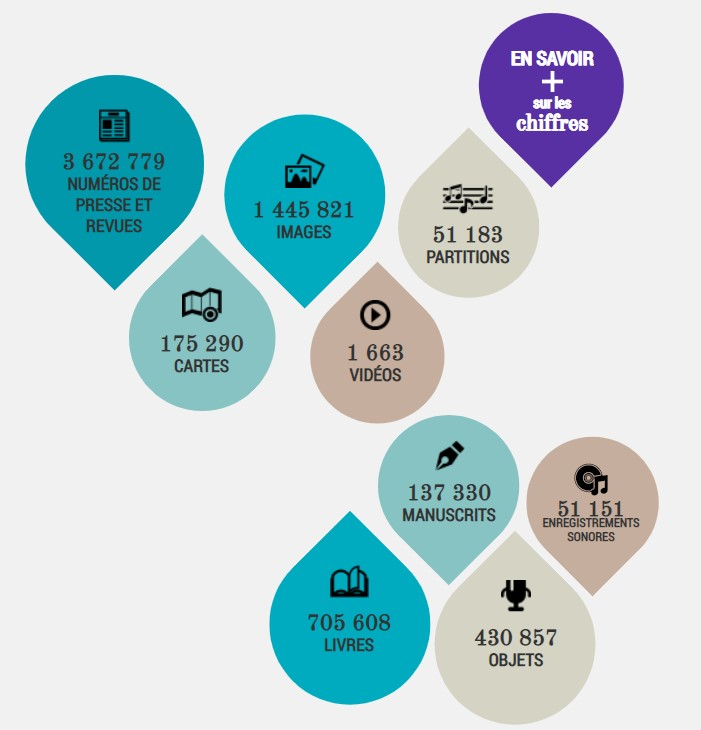 EN SAVOIR
+
sur les
chiffres
3 672 779
NUMÉROS DE
PRESSE ET
REVUES
1 445 821
IMAGES
51 183
PARTITIONS
175 290
CARTES
1 663
VIDÉOS
137 330
MANUSCRITS
51 151
ENREGISTREMENTS
SONORES
705 608
LIVRES
430 857
OBJETS